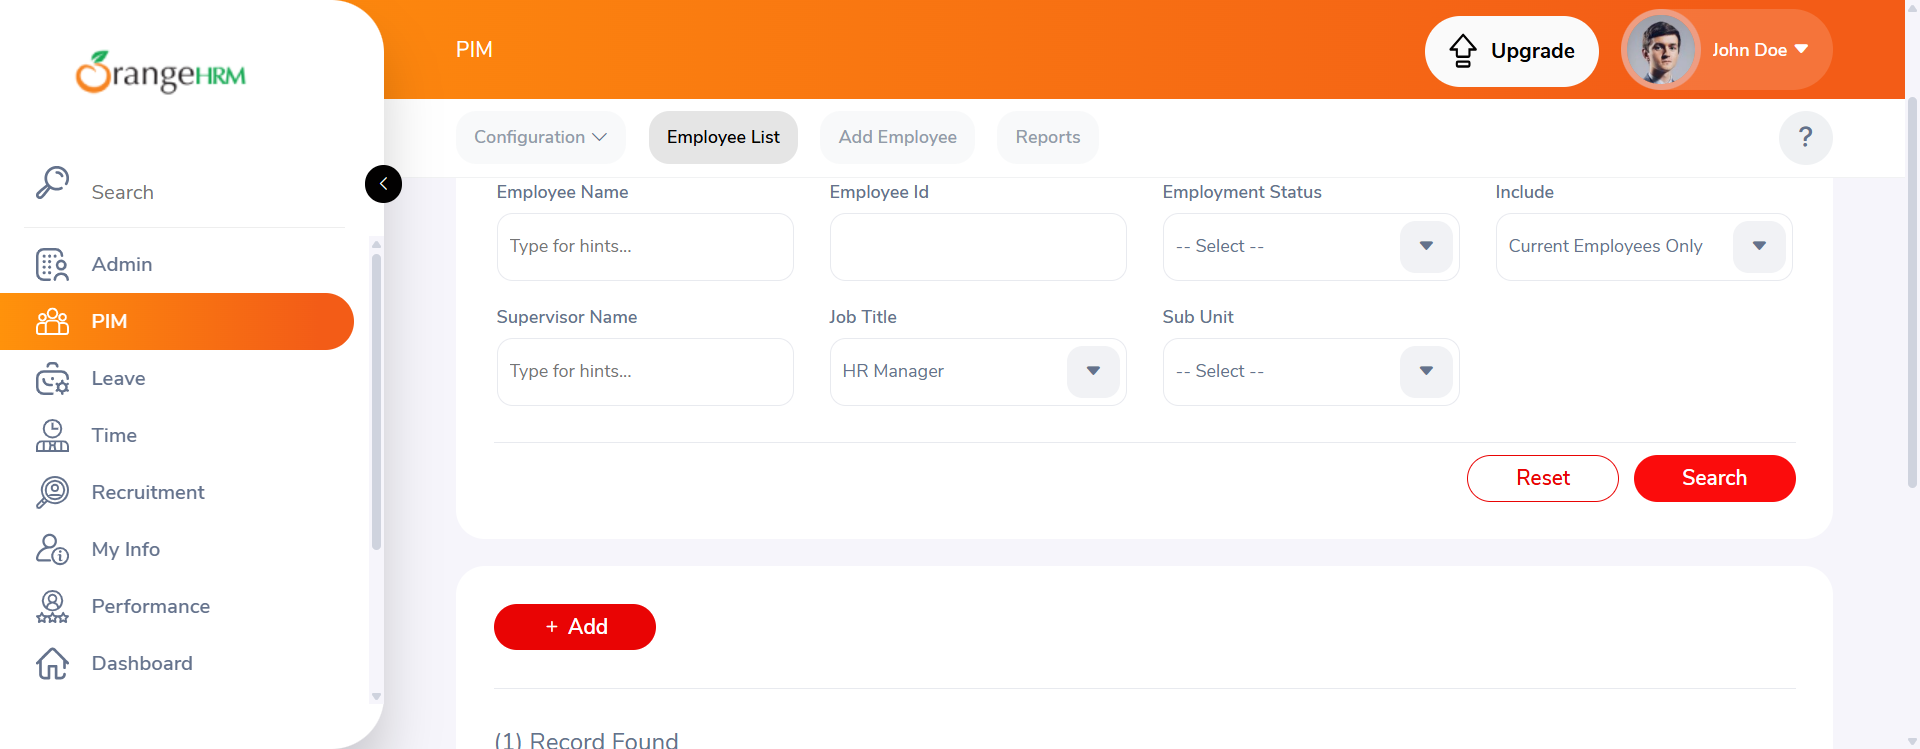 OrangeHRM
PIM
Upgrade
John Doe
Configuration
Employee List
Add Employee
Reports
?
Search
Admin
PIM
Leave
Time
Recruitment
My Info
Performance
Dashboard
Employee Name
Employee Id
Employment Status
Include
Type for hints...
-- Select --
Current Employees Only
Supervisor Name
Job Title
Sub Unit
Type for hints...
HR Manager
-- Select --
Reset
Search
+ Add
(1) Record Found